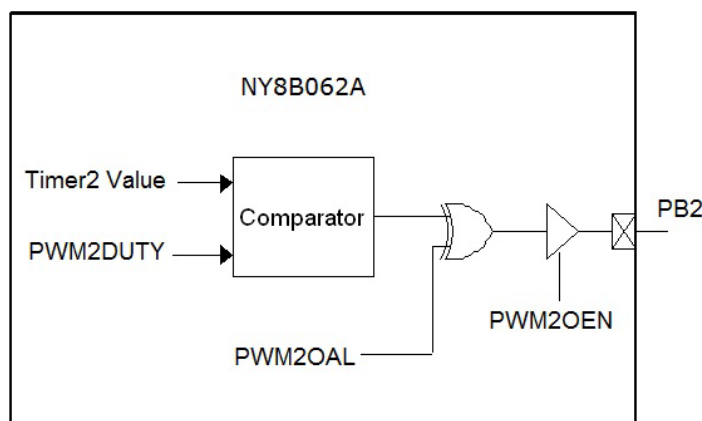 NY8B062A
Timer2 Value
Comparator
PB2
PWM2DUTY
PWM2OEN
PWM2OAL